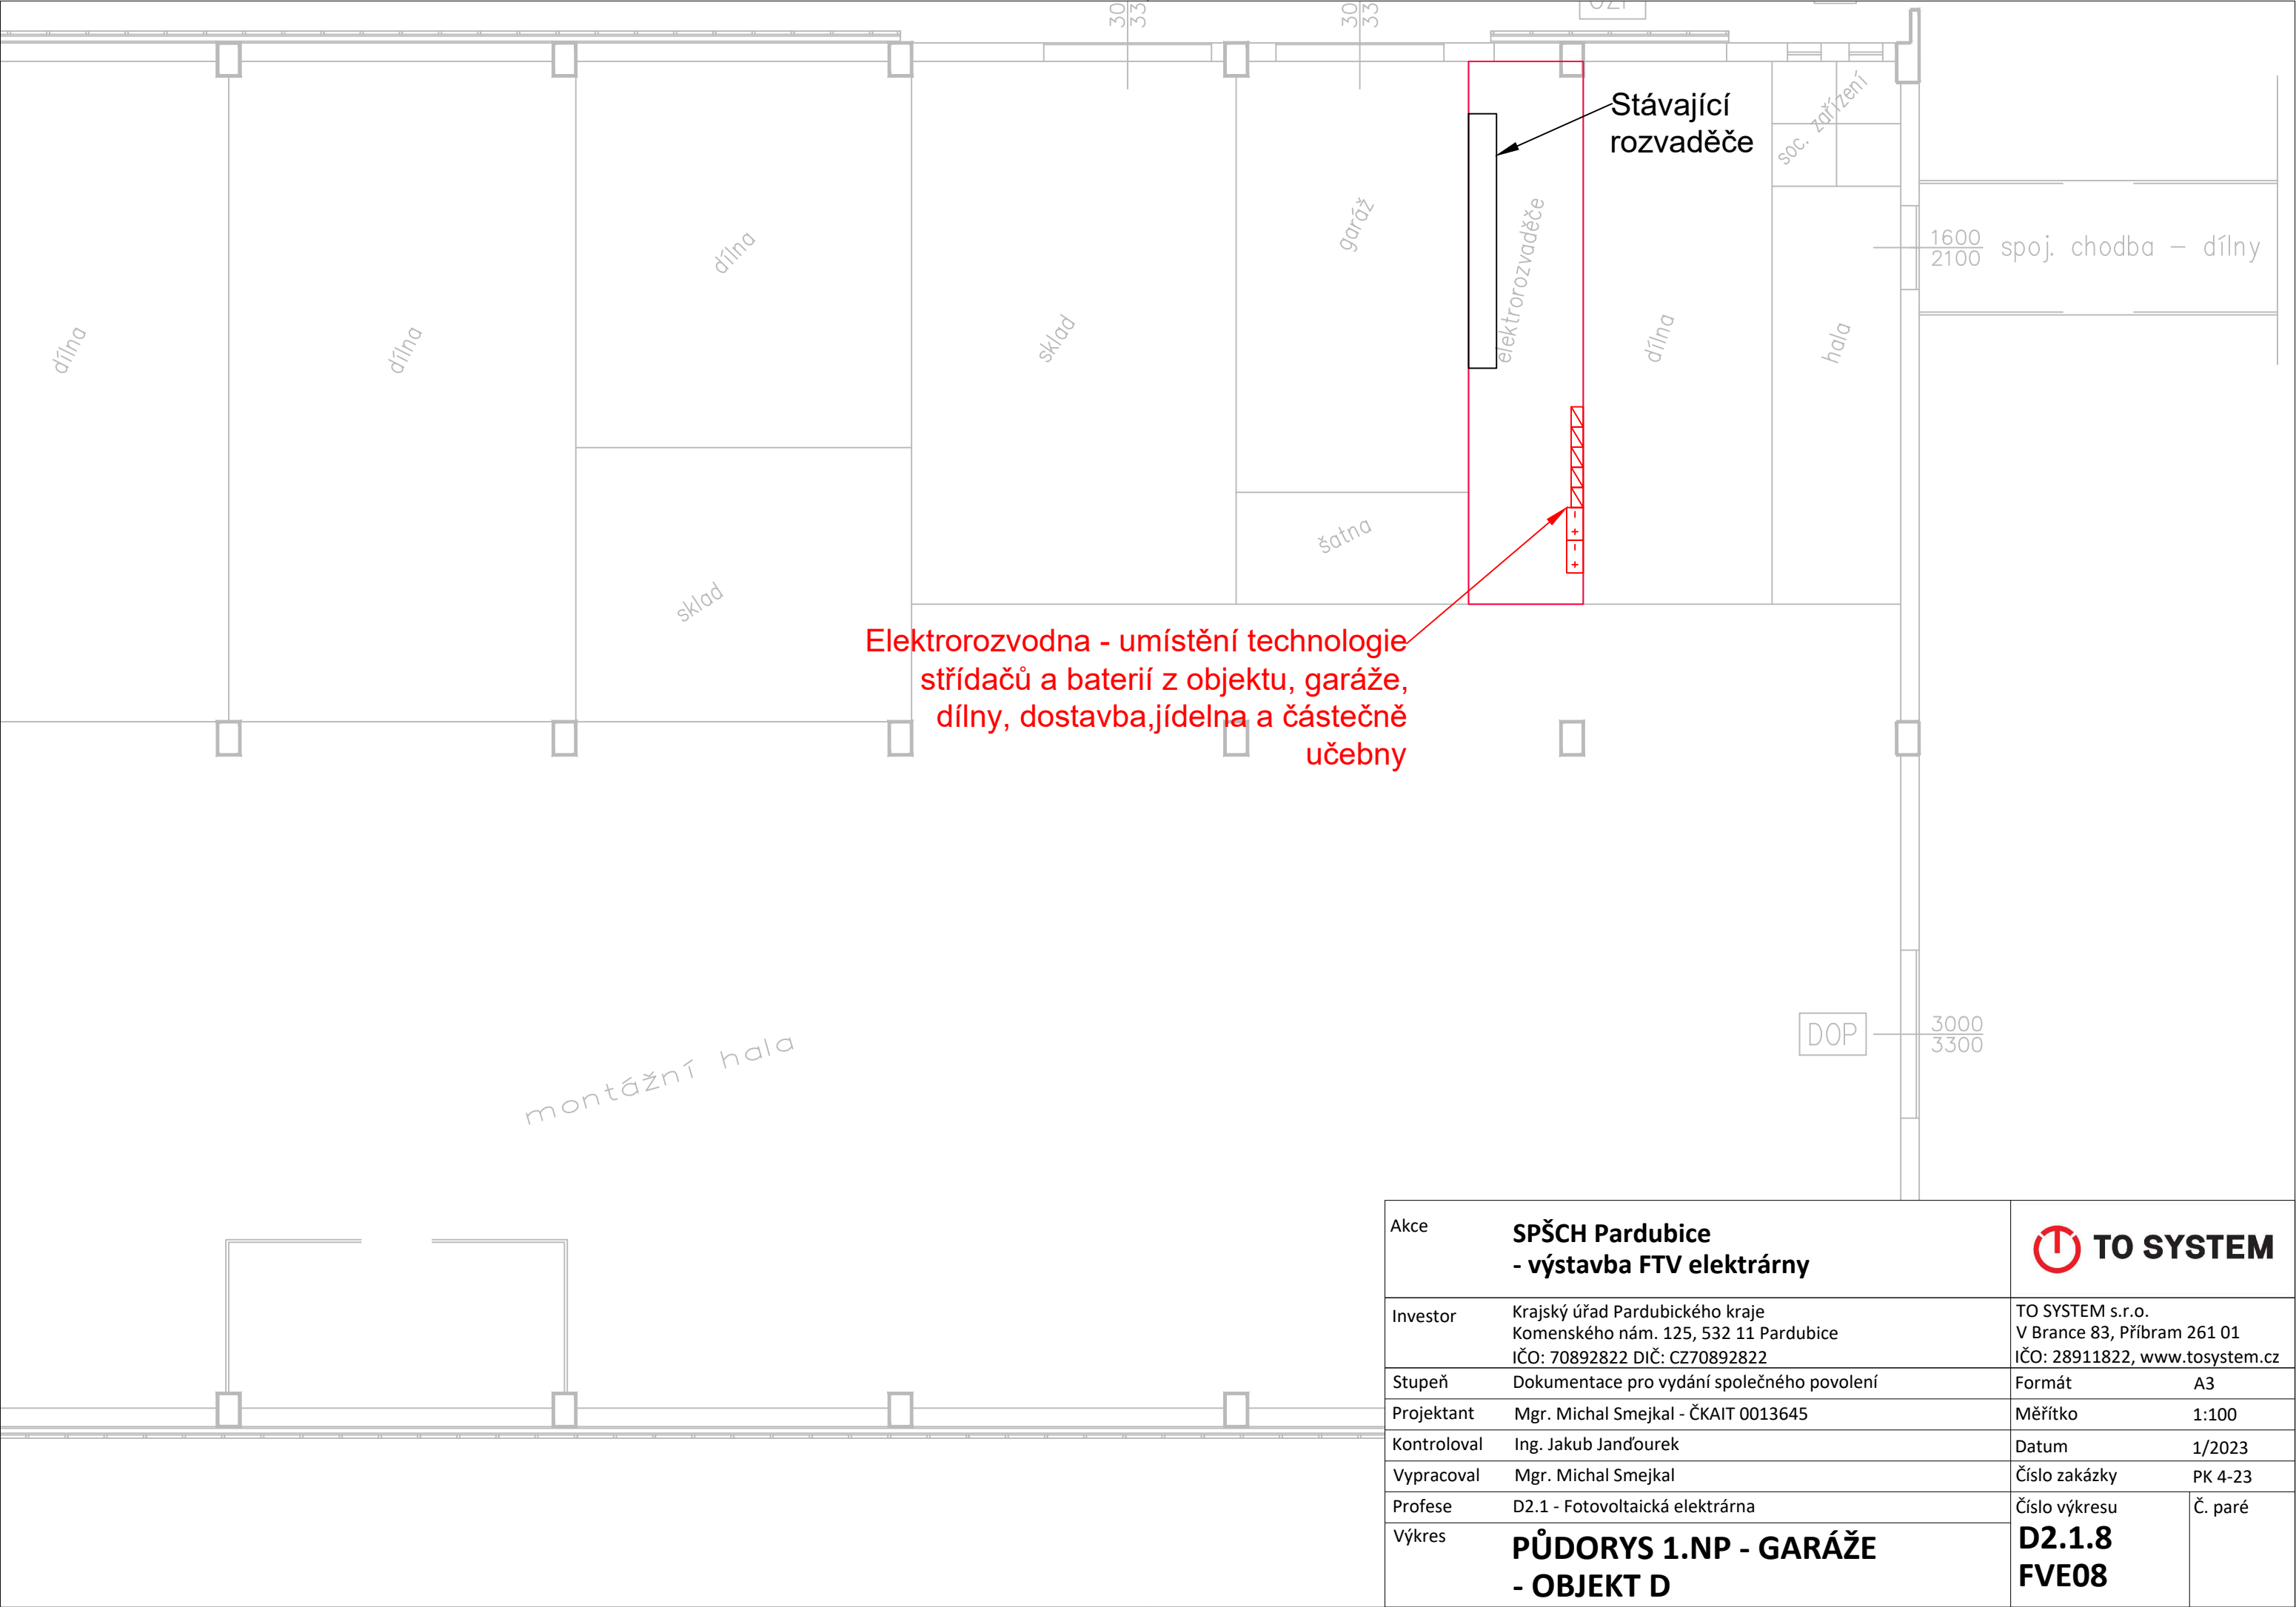 30
33
30
33
Stávající
rozvaděče
soc. zařízení
dílna
garáž
elektrorozvaděče
1600
2100
spoj. chodba – dílny
dílna
dílna
sklad
dílna
hala
šatna
sklad
Elektrorozvodna - umístění technologie
střídačů a baterií z objektu, garáže,
dílny, dostavba,jídelna a částečně
učebny
montážní hala
DOP
3000
3300
Akce
SPŠCH Pardubice
- výstavba FTV elektrárny
TO SYSTEM
Investor
Krajský úřad Pardubického kraje
Komenského nám. 125, 532 11 Pardubice
IČO: 70892822 DIČ: CZ70892822
TO SYSTEM s.r.o.
V Brance 83, Příbram 261 01
IČO: 28911822, www.tosystem.cz
Stupeň Dokumentace pro vydání společného povolení
Formát A3
Projektant Mgr. Michal Smejkal - ČKAIT 0013645
Měřítko 1:100
Kontroloval Ing. Jakub Janďourek
Datum 1/2023
Vypracoval Mgr. Michal Smejkal
Číslo zakázky PK 4-23
Profese D2.1 - Fotovoltaická elektrárna
Číslo výkresu
Č. paré
Výkres
PŮDORYS 1.NP - GARÁŽE
- OBJEKT D
D2.1.8
FVE08